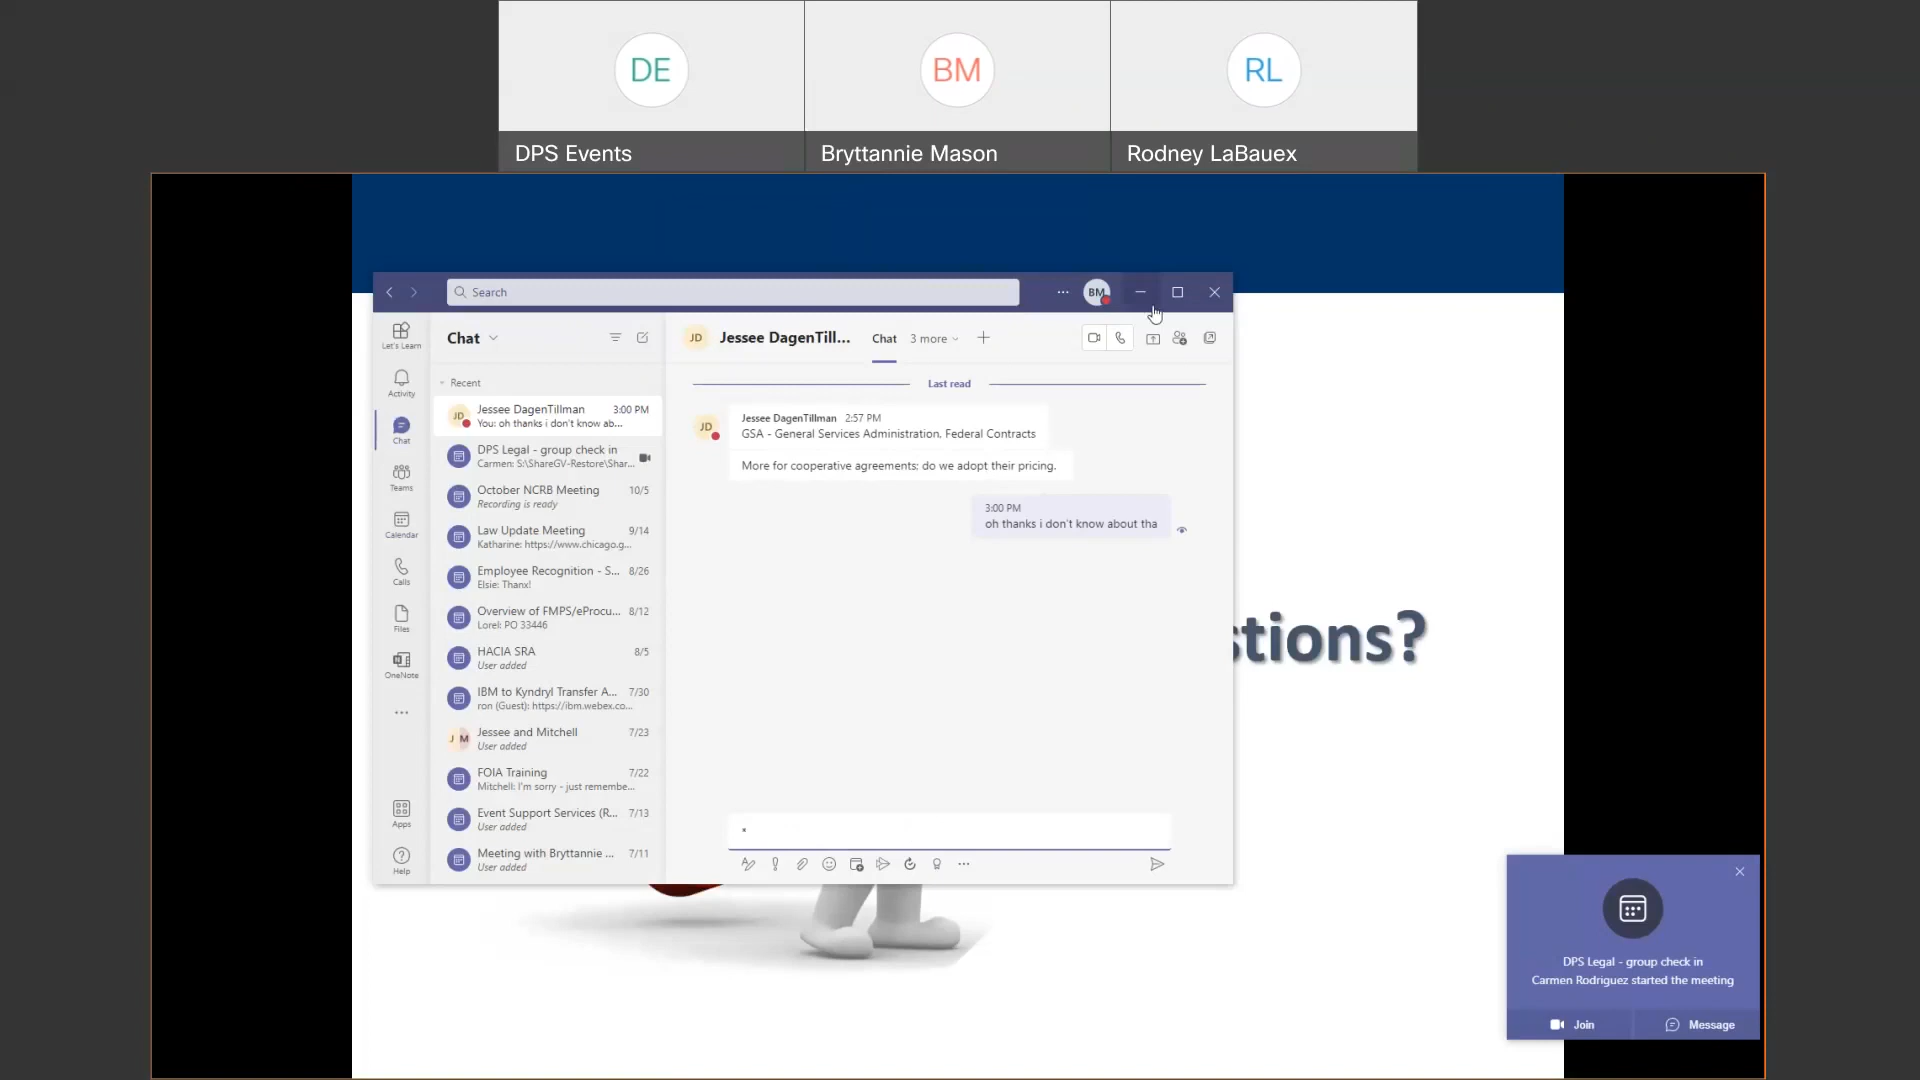 DE
BM
RL
DPS Events
Bryttannie Mason
Rodney LaBauex
Search
BM
Let's Learn
Activity
Chat
Teams
Calendar
Calls
Files
OneNote
Apps
Help
Chat
Recent
JD
Jessee DagenTillman 3:00 PM
You: oh thanks i don't know ab...
DPS Legal - group check in
Carmen: S:\ShareGV-Restore\Shar...
October NCRB Meeting 10/5
Recording is ready
Law Update Meeting 9/14
Katharine: https://www.chicago.g...
Employee Recognition - S... 8/26
Elsie: Thanx!
Overview of FMPS/eProcu... 8/12
Lorel: PO 33446
HACIA SRA 8/5
User added
IBM to Kyndryl Transfer A... 7/30
ron (Guest): https://ibm.webex.co...
J M
Jessee and Mitchell 7/23
User added
FOIA Training 7/22
Mitchell: I'm sorry - just remembe...
Event Support Services (R... 7/13
User added
Meeting with Bryttannie ... 7/11
User added
JD
Jessee DagenTill... Chat 3 more
Last read
JD
Jessee DagenTillman 2:57 PM
GSA - General Services Administration, Federal Contracts
More for cooperative agreements; do we adopt their pricing.
3:00 PM
oh thanks i don't know about tha
*
stions?
DPS Legal - group check in
Carmen Rodriguez started the meeting
Join
Message